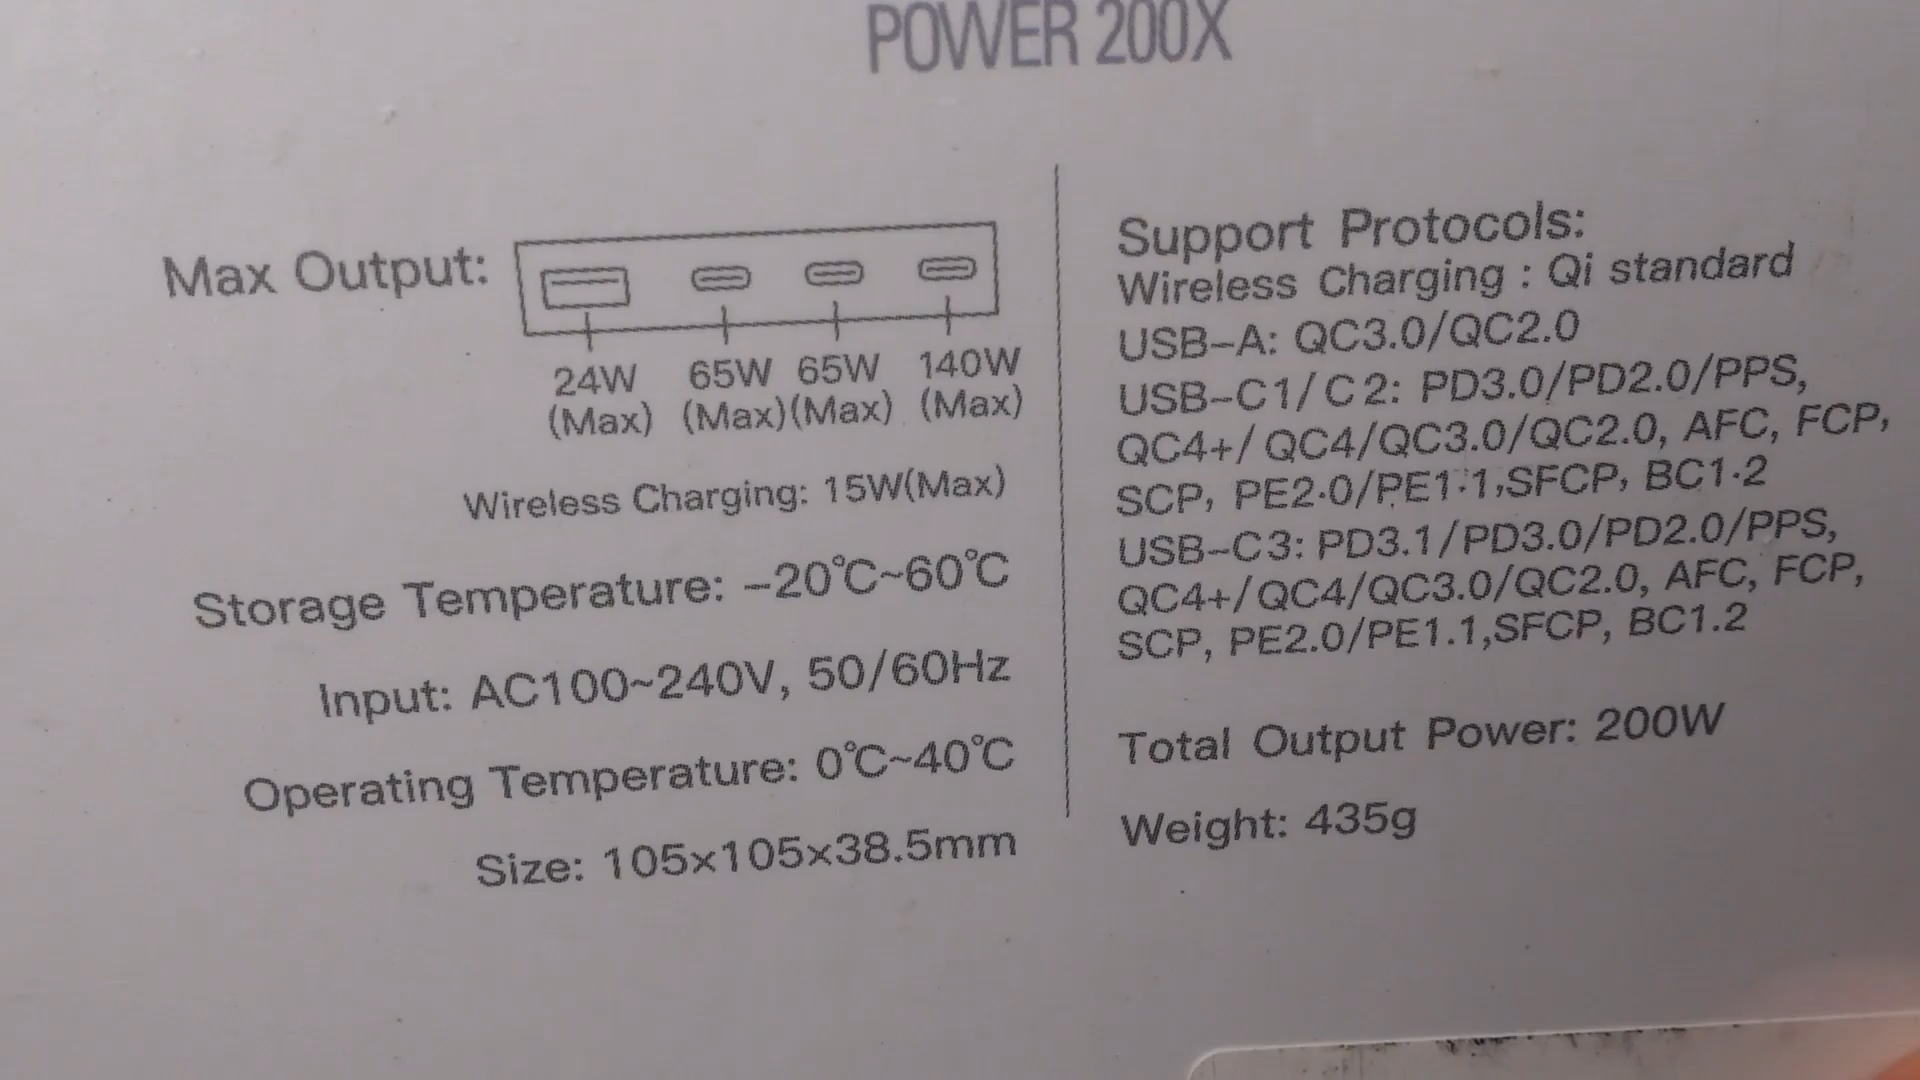 POWER 200X
Max Output:
24W 65W 65W 140W
(Max) (Max) (Max) (Max)
Wireless Charging: 15W(Max)
Storage Temperature: –20℃~60℃
Input: AC100~240V, 50/60Hz
Operating Temperature: 0℃~40℃
Size: 105x105x38.5mm
Support Protocols:
Wireless Charging : Qi standard
USB–A: QC3.0/QC2.0
USB–C1/C2: PD3.0/PD2.0/PPS,
QC4+/QC4/QC3.0/QC2.0, AFC, FCP,
SCP, PE2.0/PE1.1,SFCP, BC1.2
USB–C3: PD3.1/PD3.0/PD2.0/PPS,
QC4+/QC4/QC3.0/QC2.0, AFC, FCP,
SCP, PE2.0/PE1.1,SFCP, BC1.2
Total Output Power: 200W
Weight: 435g